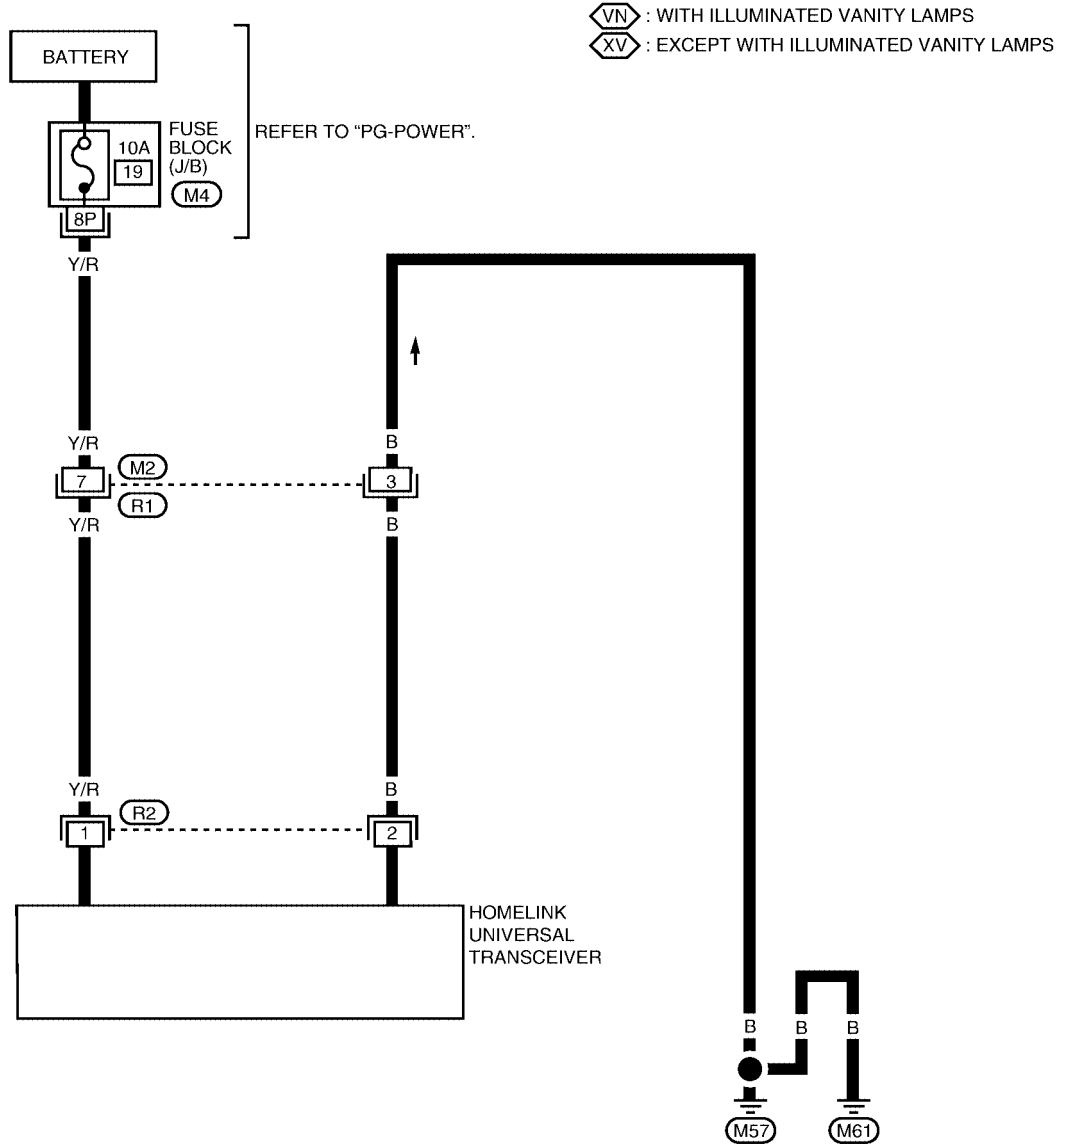 VN : WITH ILLUMINATED VANITY LAMPS
XV : EXCEPT WITH ILLUMINATED VANITY LAMPS
BATTERY
10A
19
FUSE
BLOCK
(J/B)
M4
REFER TO “PG-POWER”.
8P
Y/R
Y/R
B
7
M2
3
R1
Y/R
B
Y/R
B
1
R2
2
HOMELINK
UNIVERSAL
TRANSCEIVER
B
B
B
M57
M61